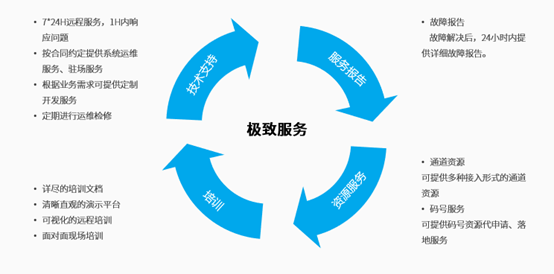 • 7*24H远程服务，1H内响
应问题
• 按合同约定提供系统运维
服务、驻场服务
• 根据业务需求可提供定制
开发服务
• 定期进行运维检修
技术支持
服务报告
• 故障报告
故障解决后，24小时内提
供详细故障报告。
极致服务
• 详尽的培训文档
• 清晰直观的演示平台
• 可视化的远程培训
• 面对面现场培训
培训
资源服务
• 通道资源
可提供多种接入形式的通道
资源
• 码号服务
可提供码号资源代申请、落
地服务